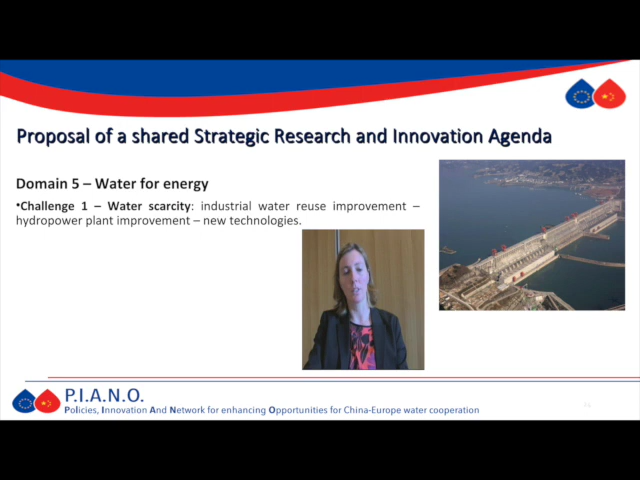 Proposal of a shared Strategic Research and Innovation Agenda
Domain 5 – Water for energy
•Challenge 1 – Water scarcity: industrial water reuse improvement –
hydropower plant improvement – new technologies.
P.I.A.N.O.
Policies, Innovation And Network for enhancing Opportunities for China-Europe water cooperation